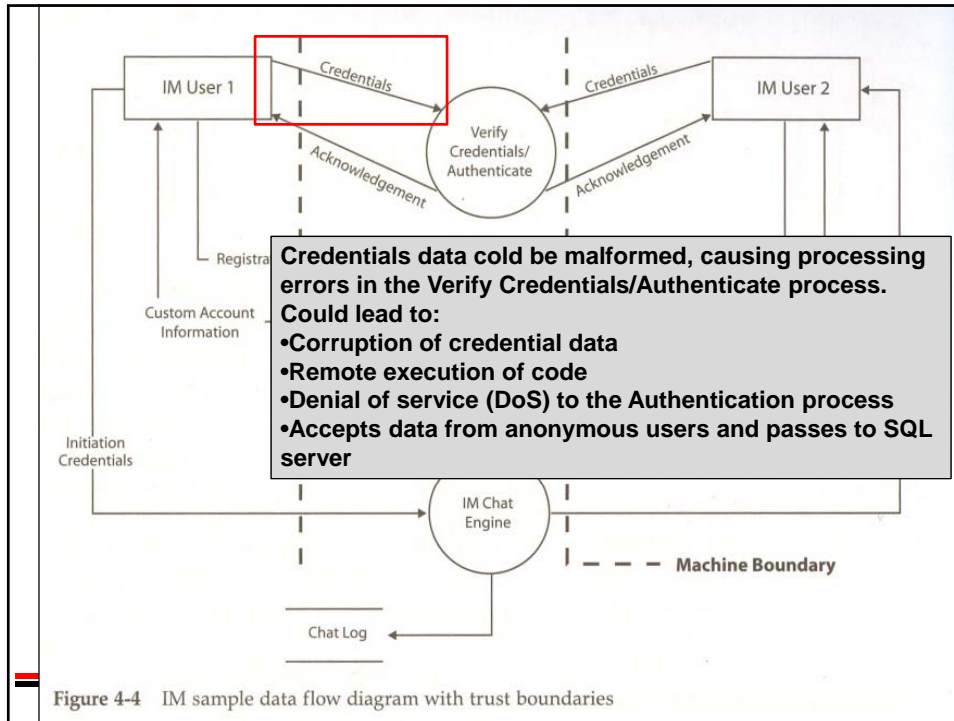 Credentials
Credentials
IM User 1
IM User 2
Verify
Credentials/
Authenticate
Acknowledgement
Acknowledgement
Registra
Credentials data cold be malformed, causing processing
errors in the Verify Credentials/Authenticate process.
Could lead to:
•Corruption of credential data
•Remote execution of code
•Denial of service (DoS) to the Authentication process
•Accepts data from anonymous users and passes to SQL
server
Custom Account
Information
Initiation
Credentials
IM Chat
Engine
Machine Boundary
Chat Log
Figure 4-4 IM sample data flow diagram with trust boundaries